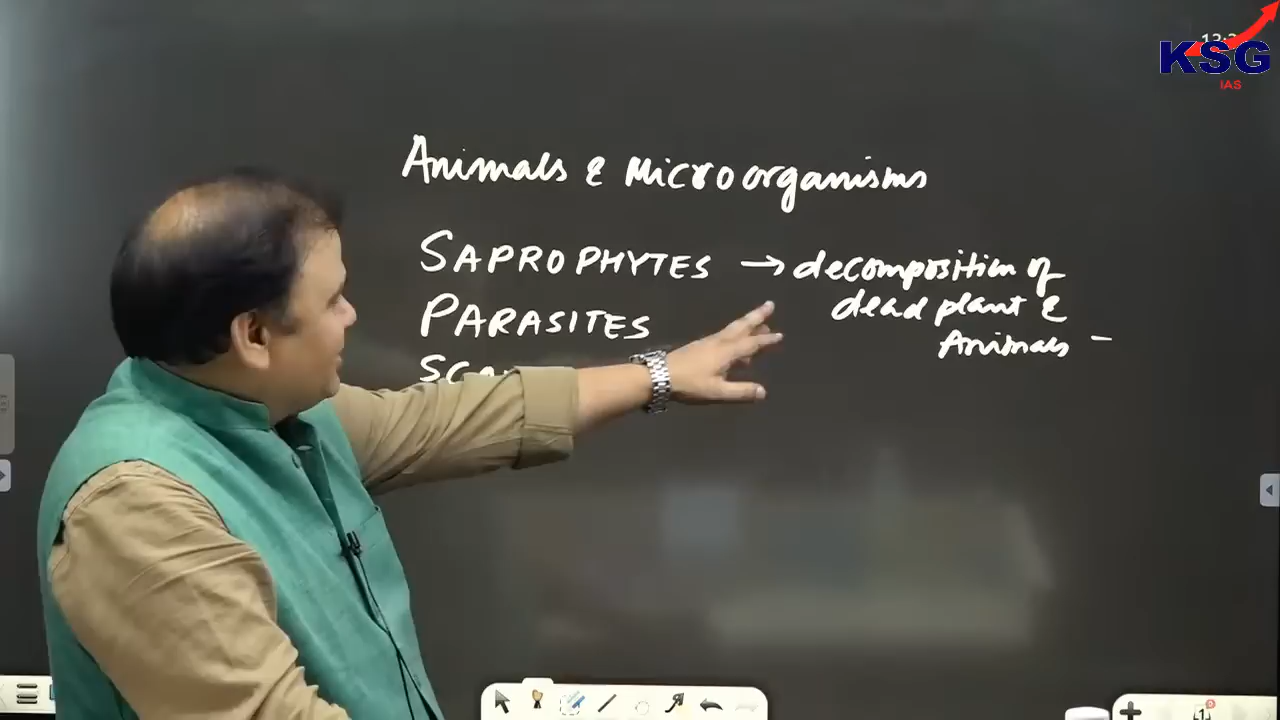 KSG
IAS
Animals & Microorganisms
SAPROPHYTES → decomposition of
dead plant &
Animals -
PARASITES